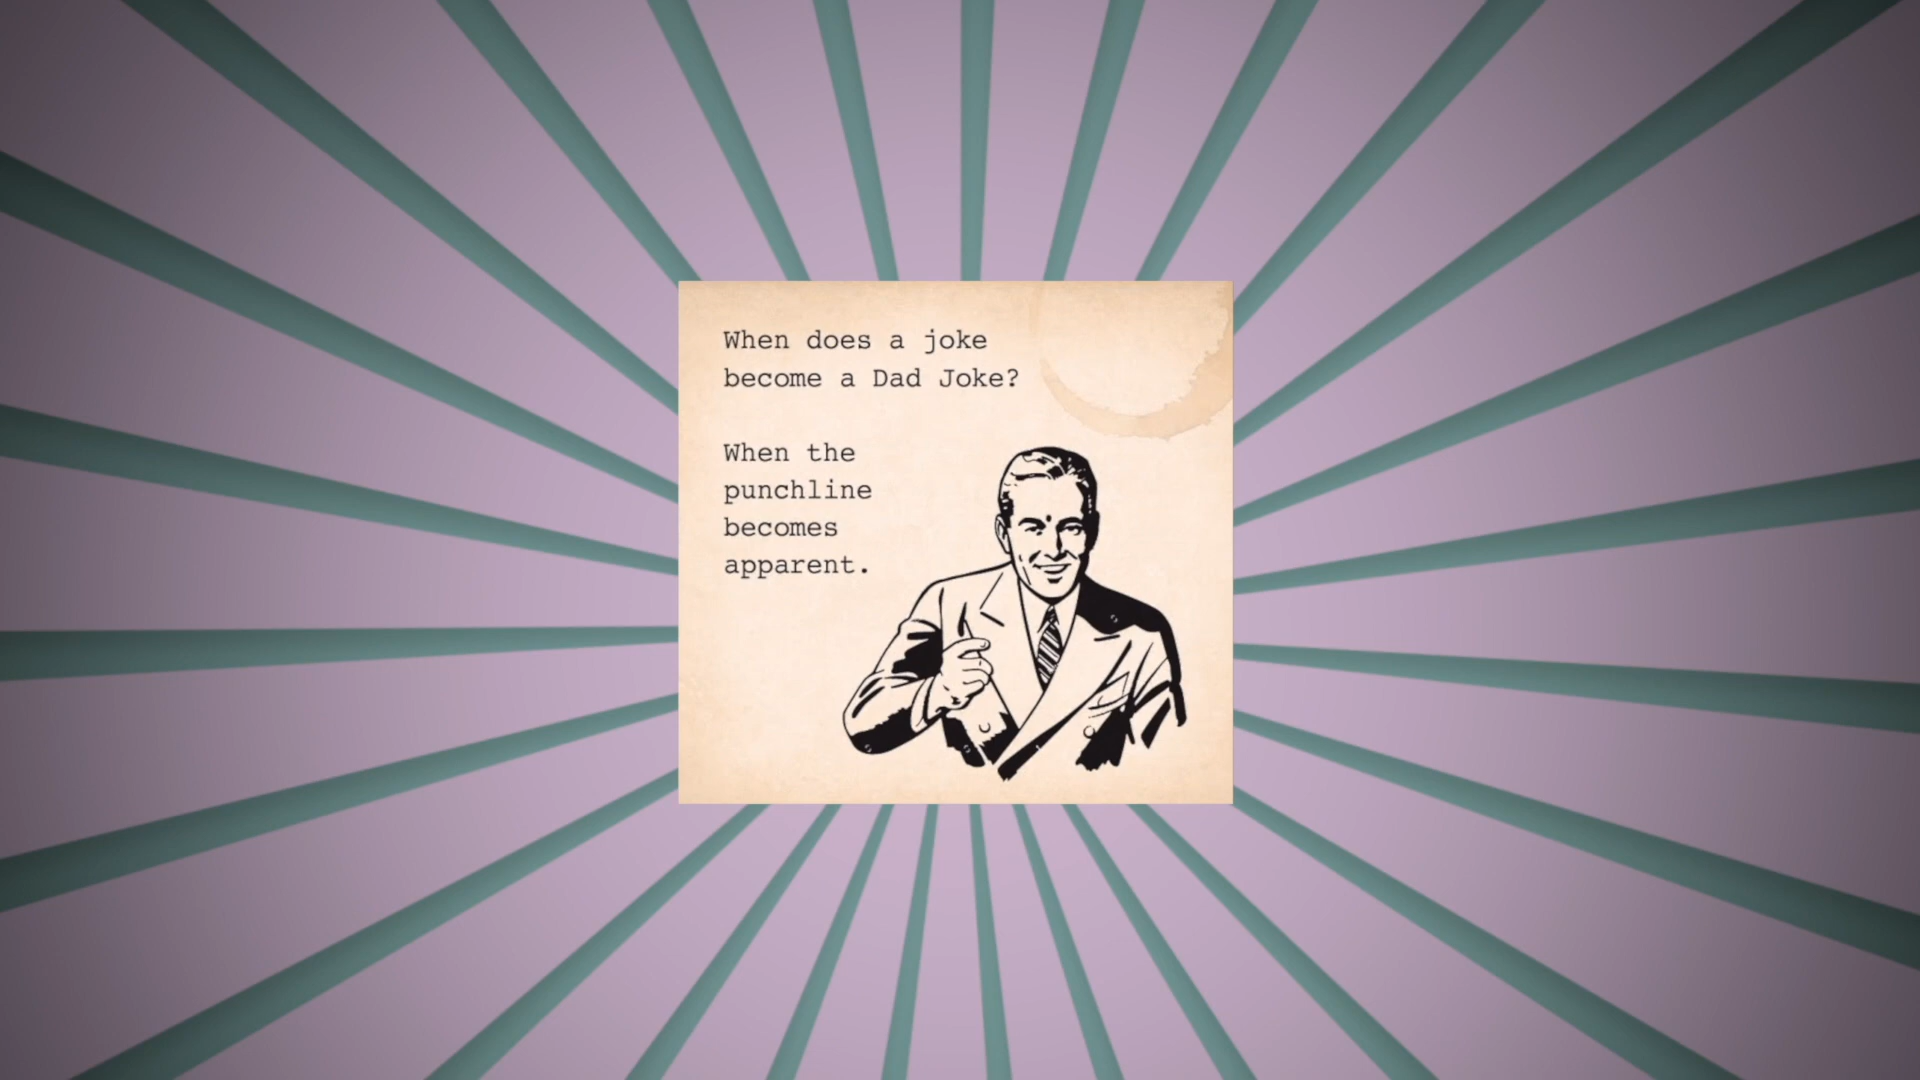 When does a joke
become a Dad Joke?
When the
punchline
becomes
apparent.